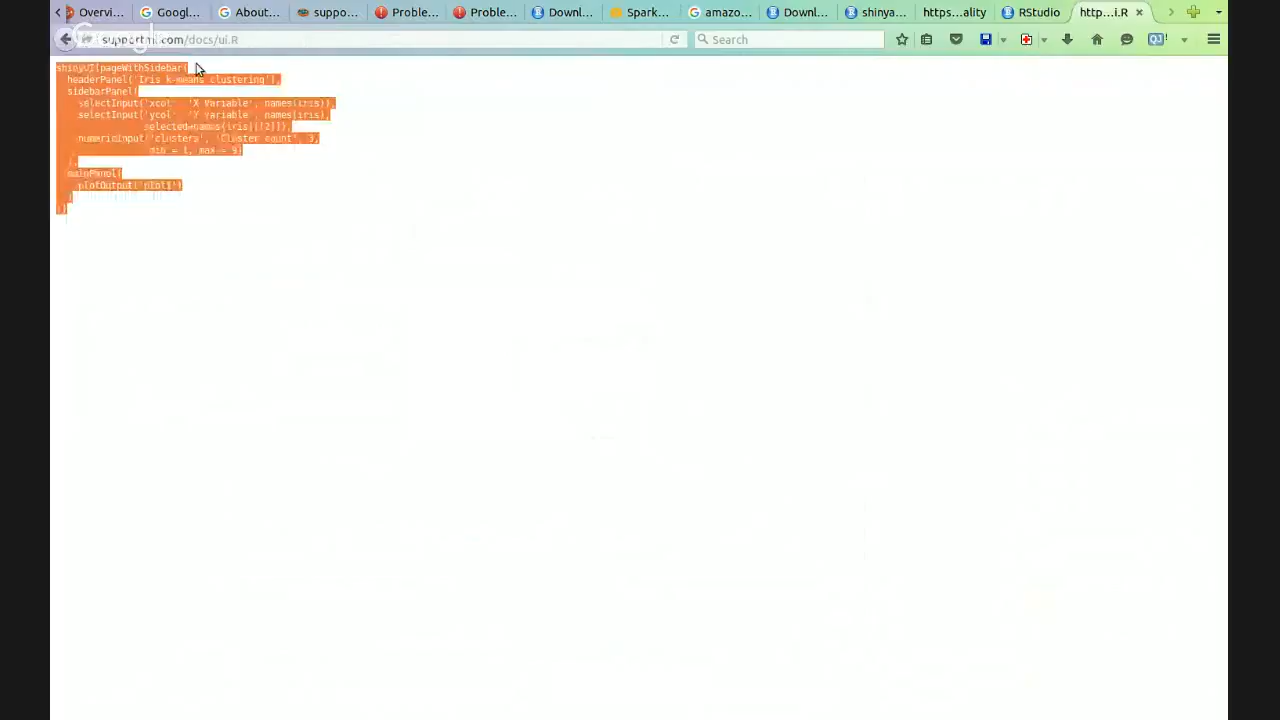 Overvi...
Googl...
About...
suppo...
Proble...
Proble...
Downl...
Spark...
amazo...
Downl...
shinya...
https...ality
RStudio
http...i.R
supportmi.com/docs/ui.R
Search
QJ!
shinyUI(pageWithSidebar(
headerPanel('Iris k-means clustering'),
sidebarPanel(
selectInput('xcol', 'X Variable', names(iris)),
selectInput('ycol', 'Y Variable', names(iris),
selected=names(iris)[[2]]),
numericInput('clusters', 'Cluster count', 3,
min = 1, max = 9)
),
mainPanel(
plotOutput('plot1')
)
))